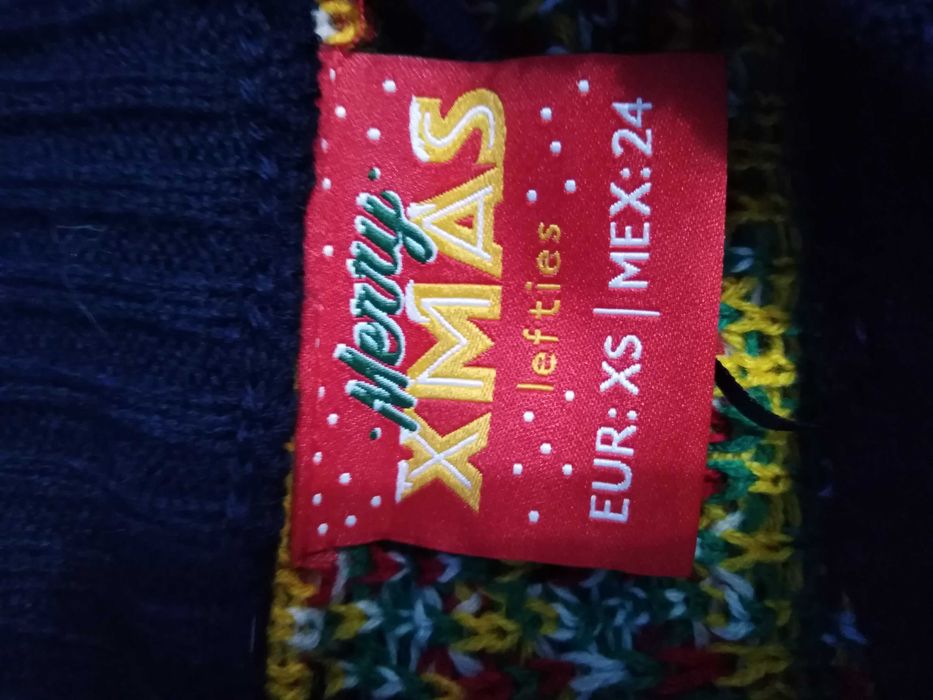 Merry
XMAS
lefties
EUR: XS | MEX: 24